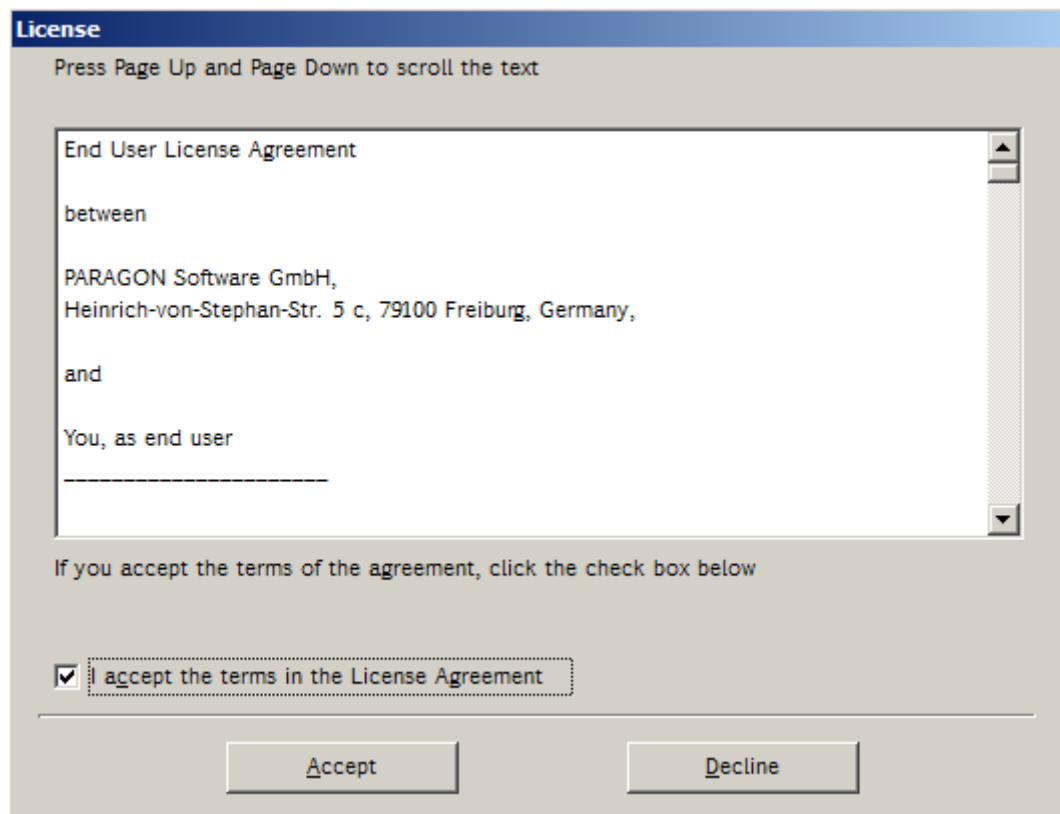 License
Press Page Up and Page Down to scroll the text
End User License Agreement
between
PARAGON Software GmbH,
Heinrich-von-Stephan-Str. 5 c, 79100 Freiburg, Germany,
and
You, as end user
______________________
If you accept the terms of the agreement, click the check box below
I accept the terms in the License Agreement
Accept
Decline